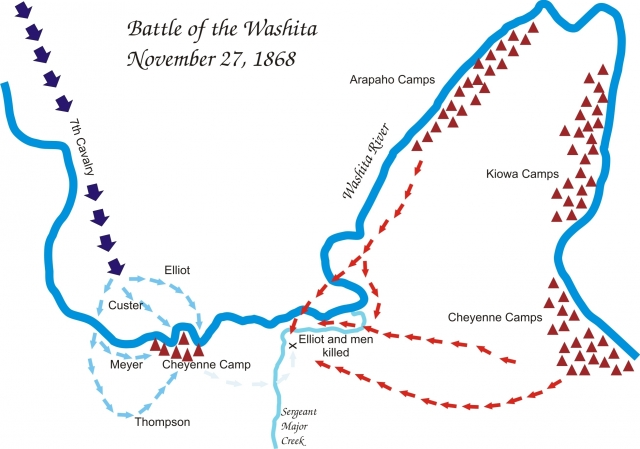 Battle of the Washita
November 27, 1868
Arapaho Camps
7th Cavalry
Washita River
Kiowa Camps
Elliot
Custer
Cheyenne Camps
Meyer
Cheyenne Camp
X
Elliot and men
killed
Thompson
Sergeant
Major
Creek